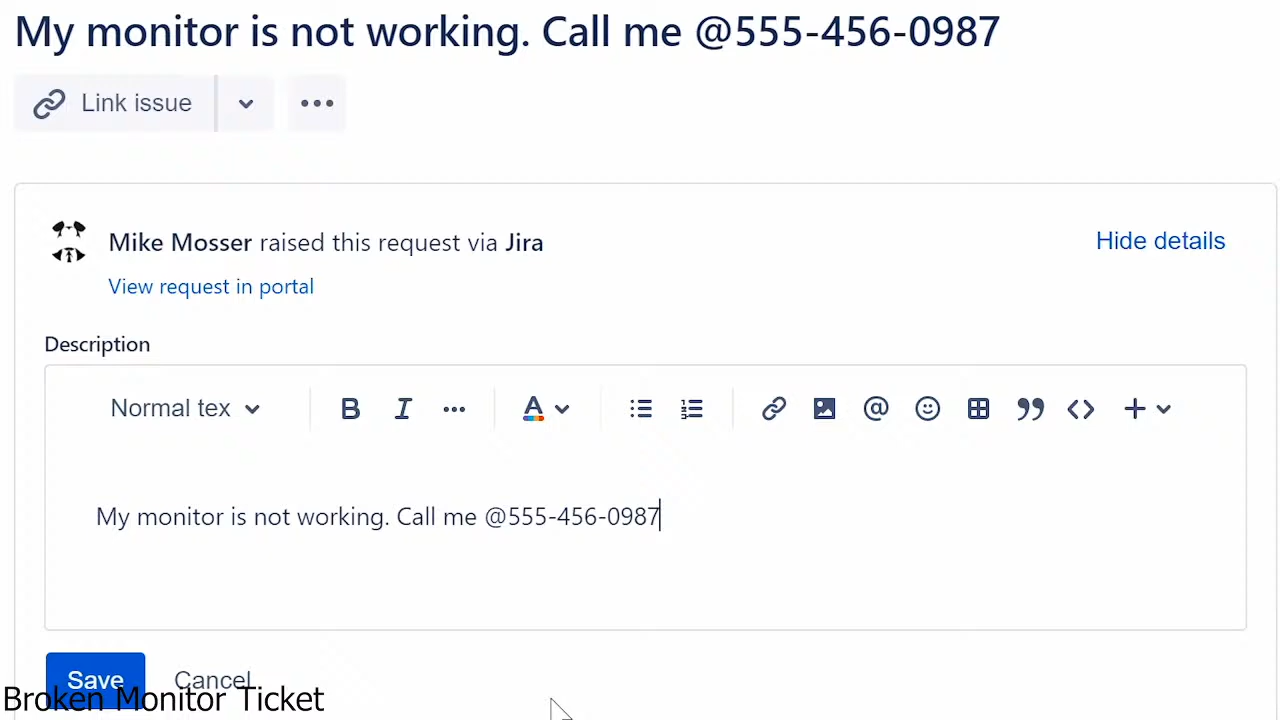 My monitor is not working. Call me @555-456-0987
Link issue
Mike Mosser raised this request via Jira
Hide details
View request in portal
Description
Normal tex
My monitor is not working. Call me @555-456-0987
Save Cancel
Broken Monitor Ticket